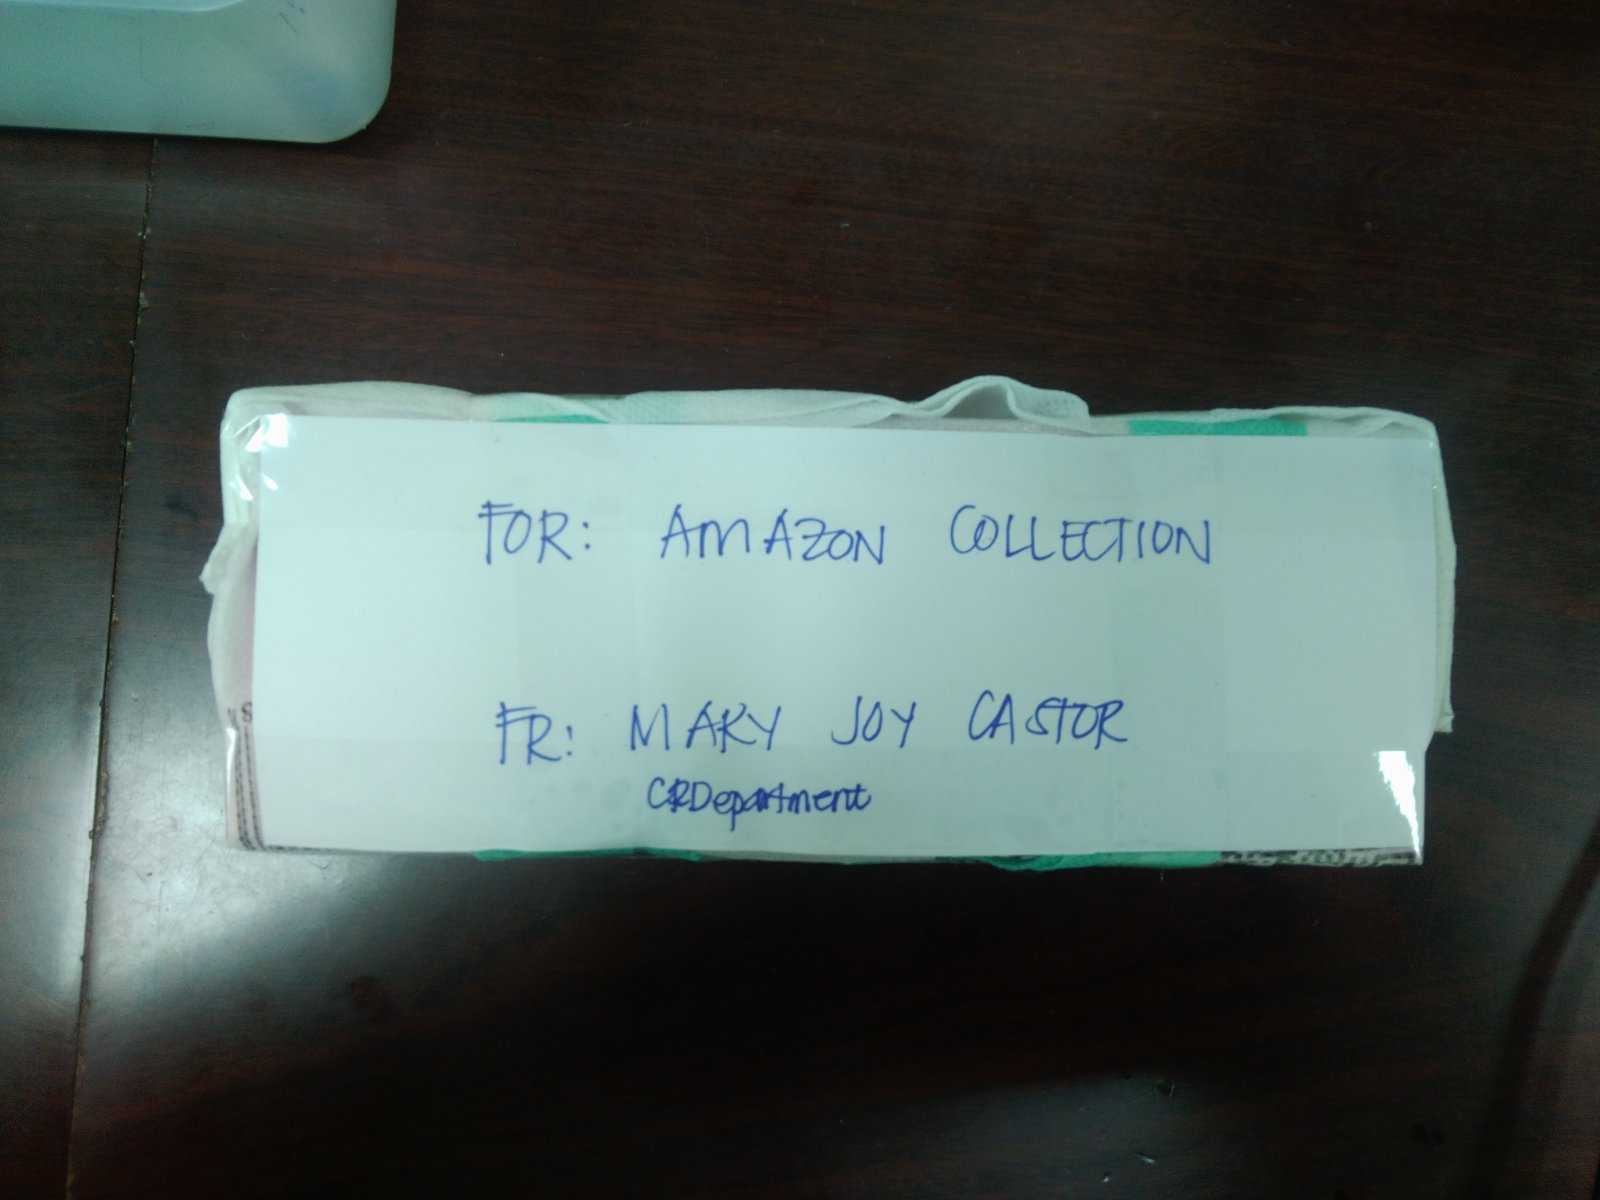 FOR: AMAZON COLLECTION
FR: MARY JOY CASTOR
CRDepartment